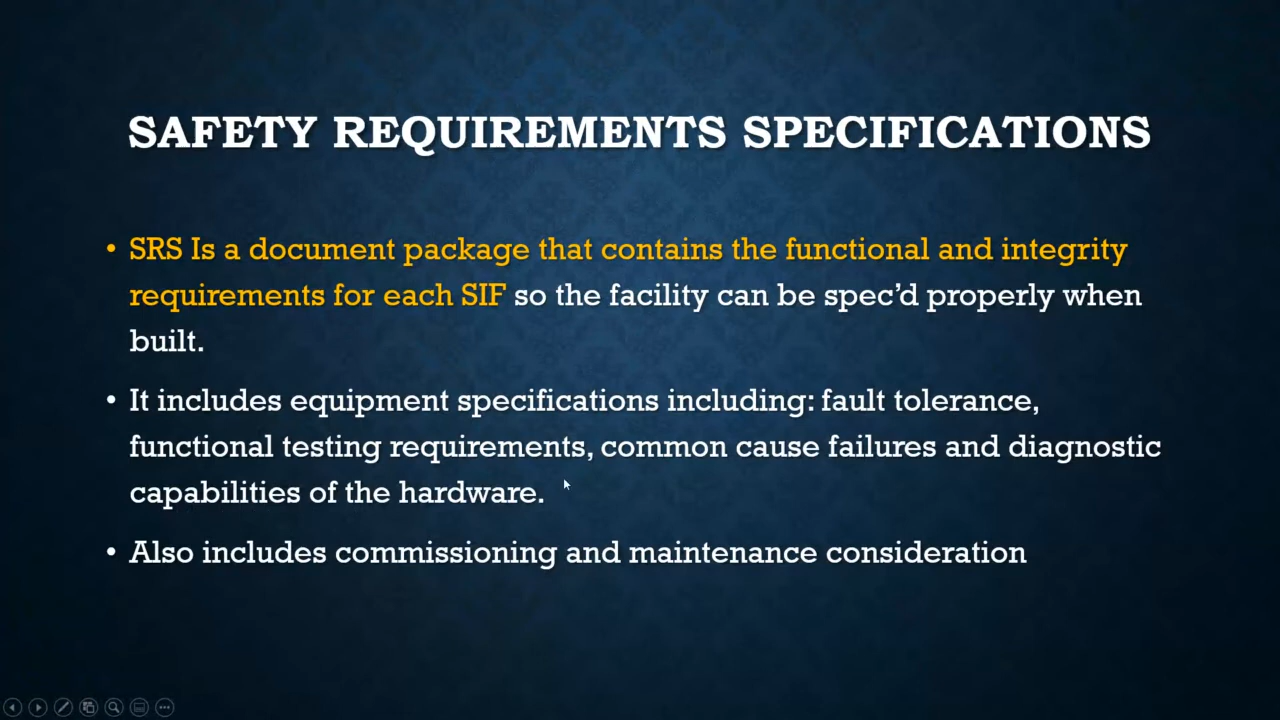 SAFETY REQUIREMENTS SPECIFICATIONS
• SRS Is a document package that contains the functional and integrity
requirements for each SIF so the facility can be spec’d properly when
built.
• It includes equipment specifications including: fault tolerance,
functional testing requirements, common cause failures and diagnostic
capabilities of the hardware.
• Also includes commissioning and maintenance consideration